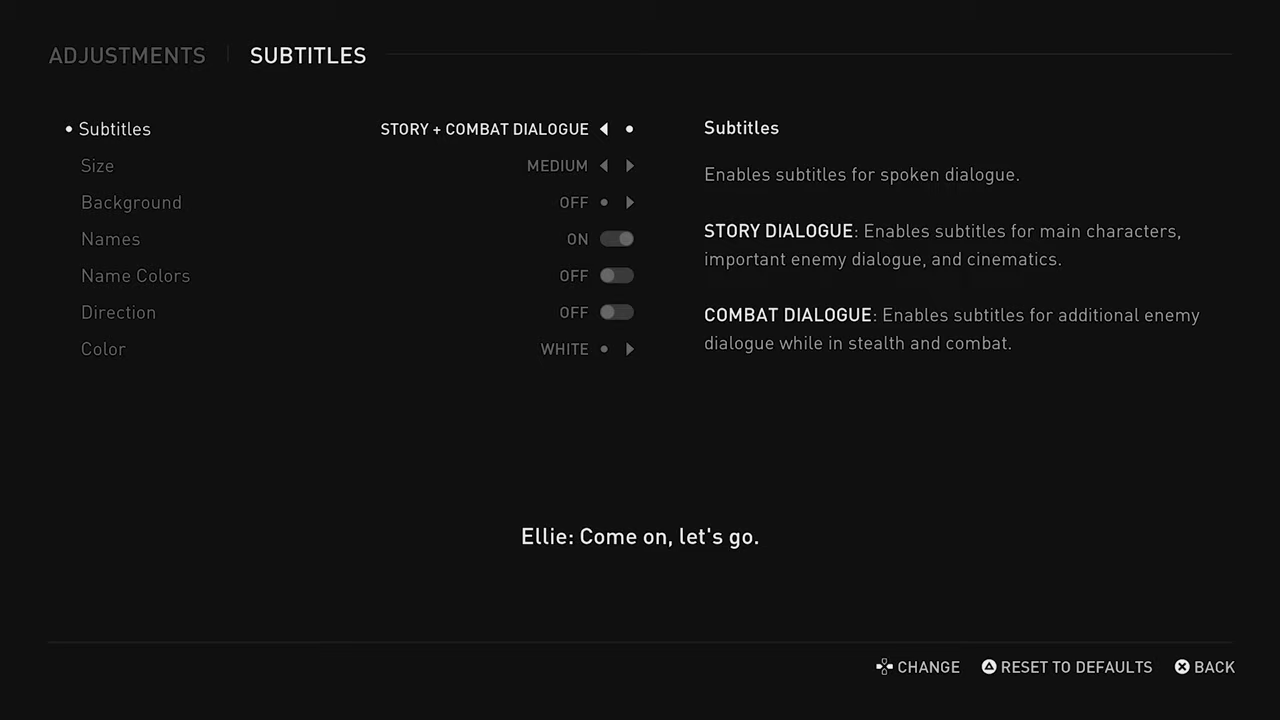 ADJUSTMENTS SUBTITLES
Subtitles STORY + COMBAT DIALOGUE
Size MEDIUM
Background OFF
Names ON
Name Colors OFF
Direction OFF
Color WHITE
Subtitles
Enables subtitles for spoken dialogue.
STORY DIALOGUE: Enables subtitles for main characters,
important enemy dialogue, and cinematics.
COMBAT DIALOGUE: Enables subtitles for additional enemy
dialogue while in stealth and combat.
Ellie: Come on, let's go.
CHANGE RESET TO DEFAULTS BACK